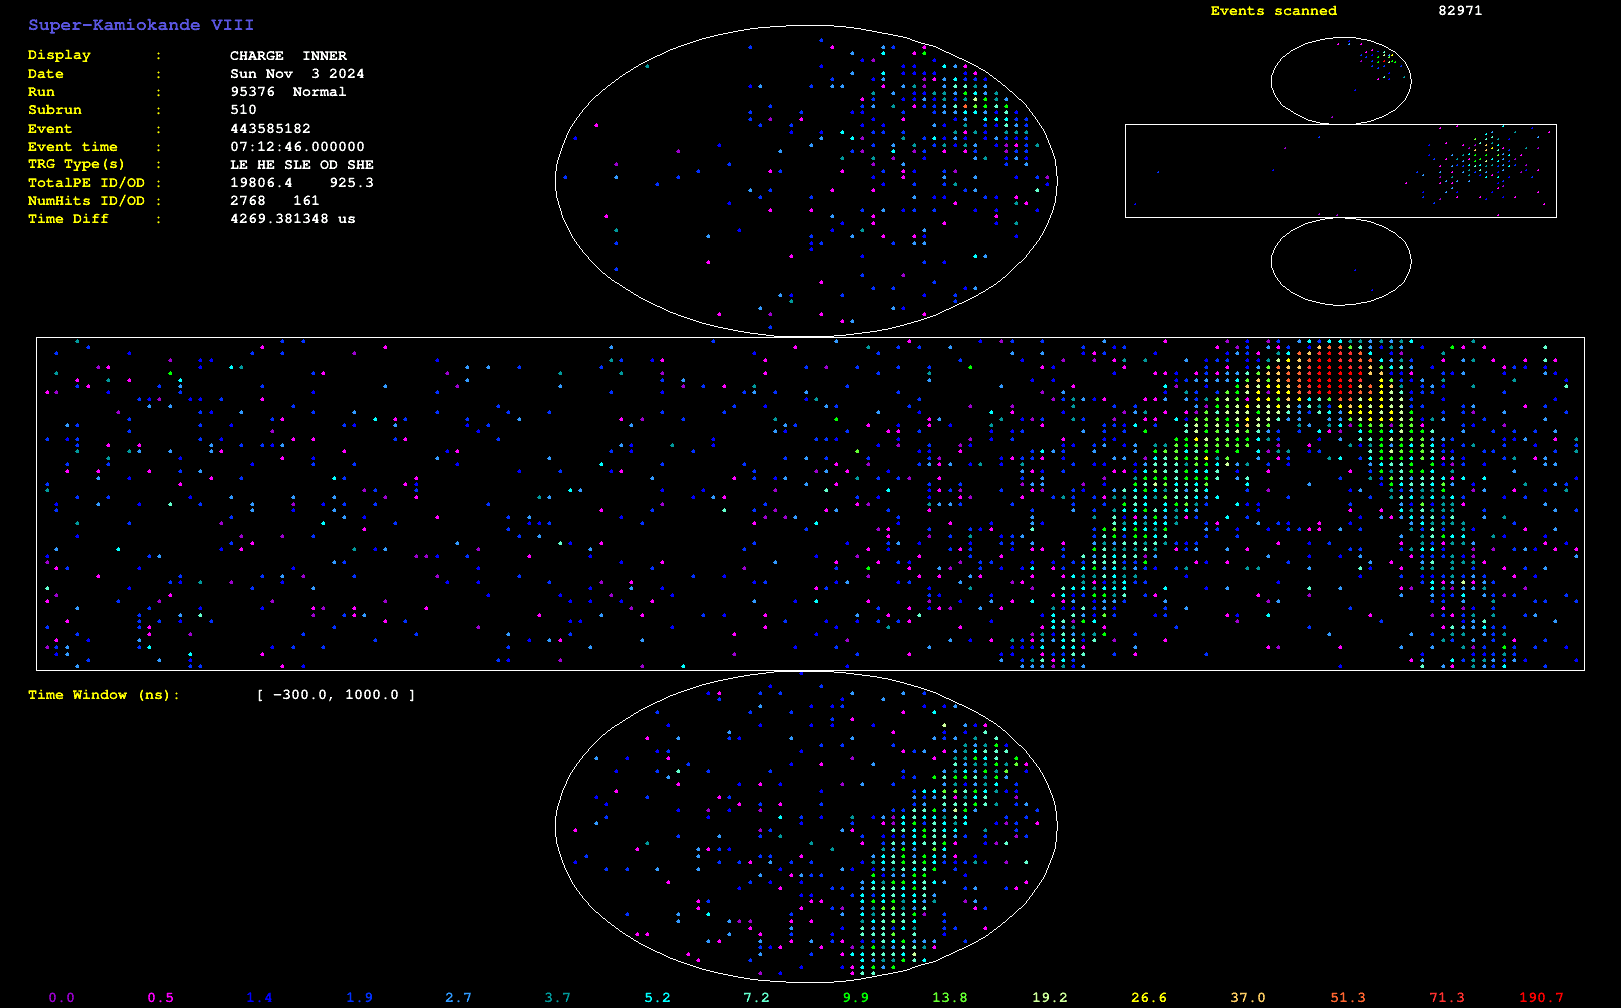 Super-Kamiokande VIII
Display : CHARGE INNER
Date : Sun Nov 3 2024
Run : 95376 Normal
Subrun : 510
Event : 443585182
Event time : 07:12:46.000000
TRG Type(s) : LE HE SLE OD SHE
TotalPE ID/OD : 19806.4 925.3
NumHits ID/OD : 2768 161
Time Diff : 4269.381348 us
Events scanned 82971
Time Window (ns): [ -300.0, 1000.0 ]
0.0 0.5 1.4 1.9 2.7 3.7 5.2 7.2 9.9 13.8 19.2 26.6 37.0 51.3 71.3 190.7